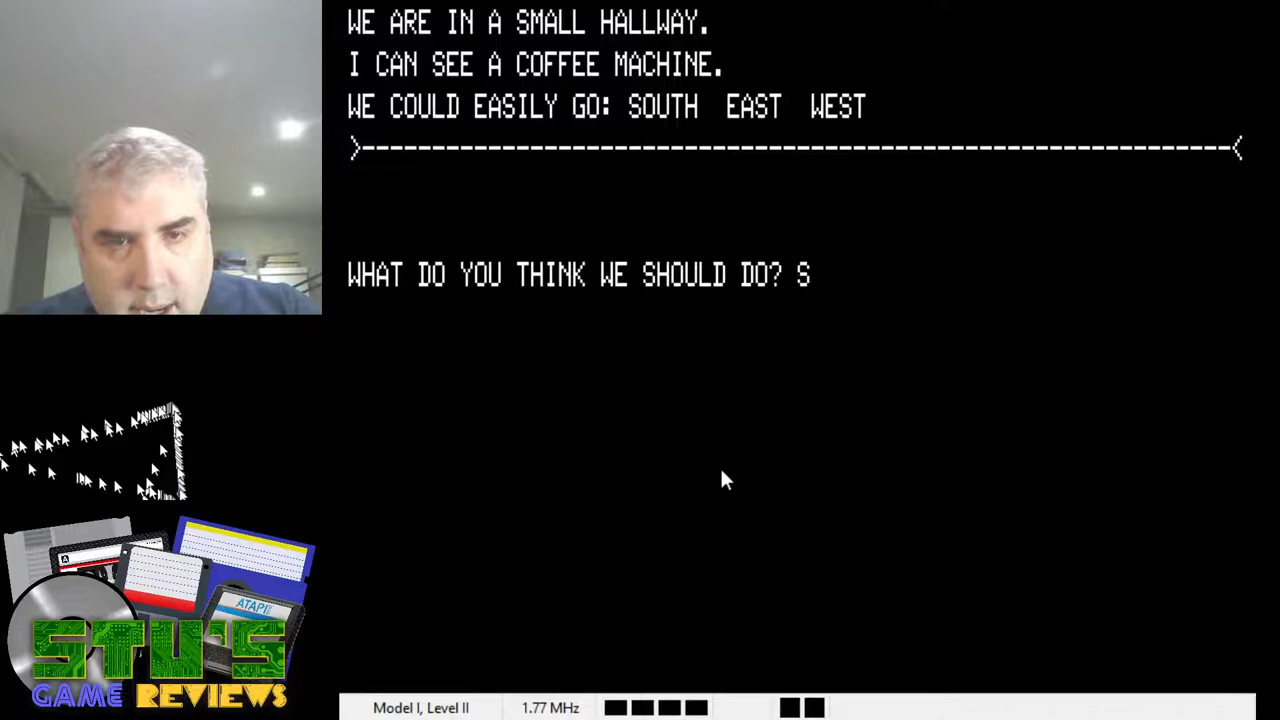 WE ARE IN A SMALL HALLWAY.
I CAN SEE A COFFEE MACHINE.
WE COULD EASILY GO: SOUTH  EAST  WEST
>--------------------------------------------------------------<
WHAT DO YOU THINK WE SHOULD DO? S
A
ATAPI
STU'S
GAME REVIEWS
Model I, Level II
1.77 MHz